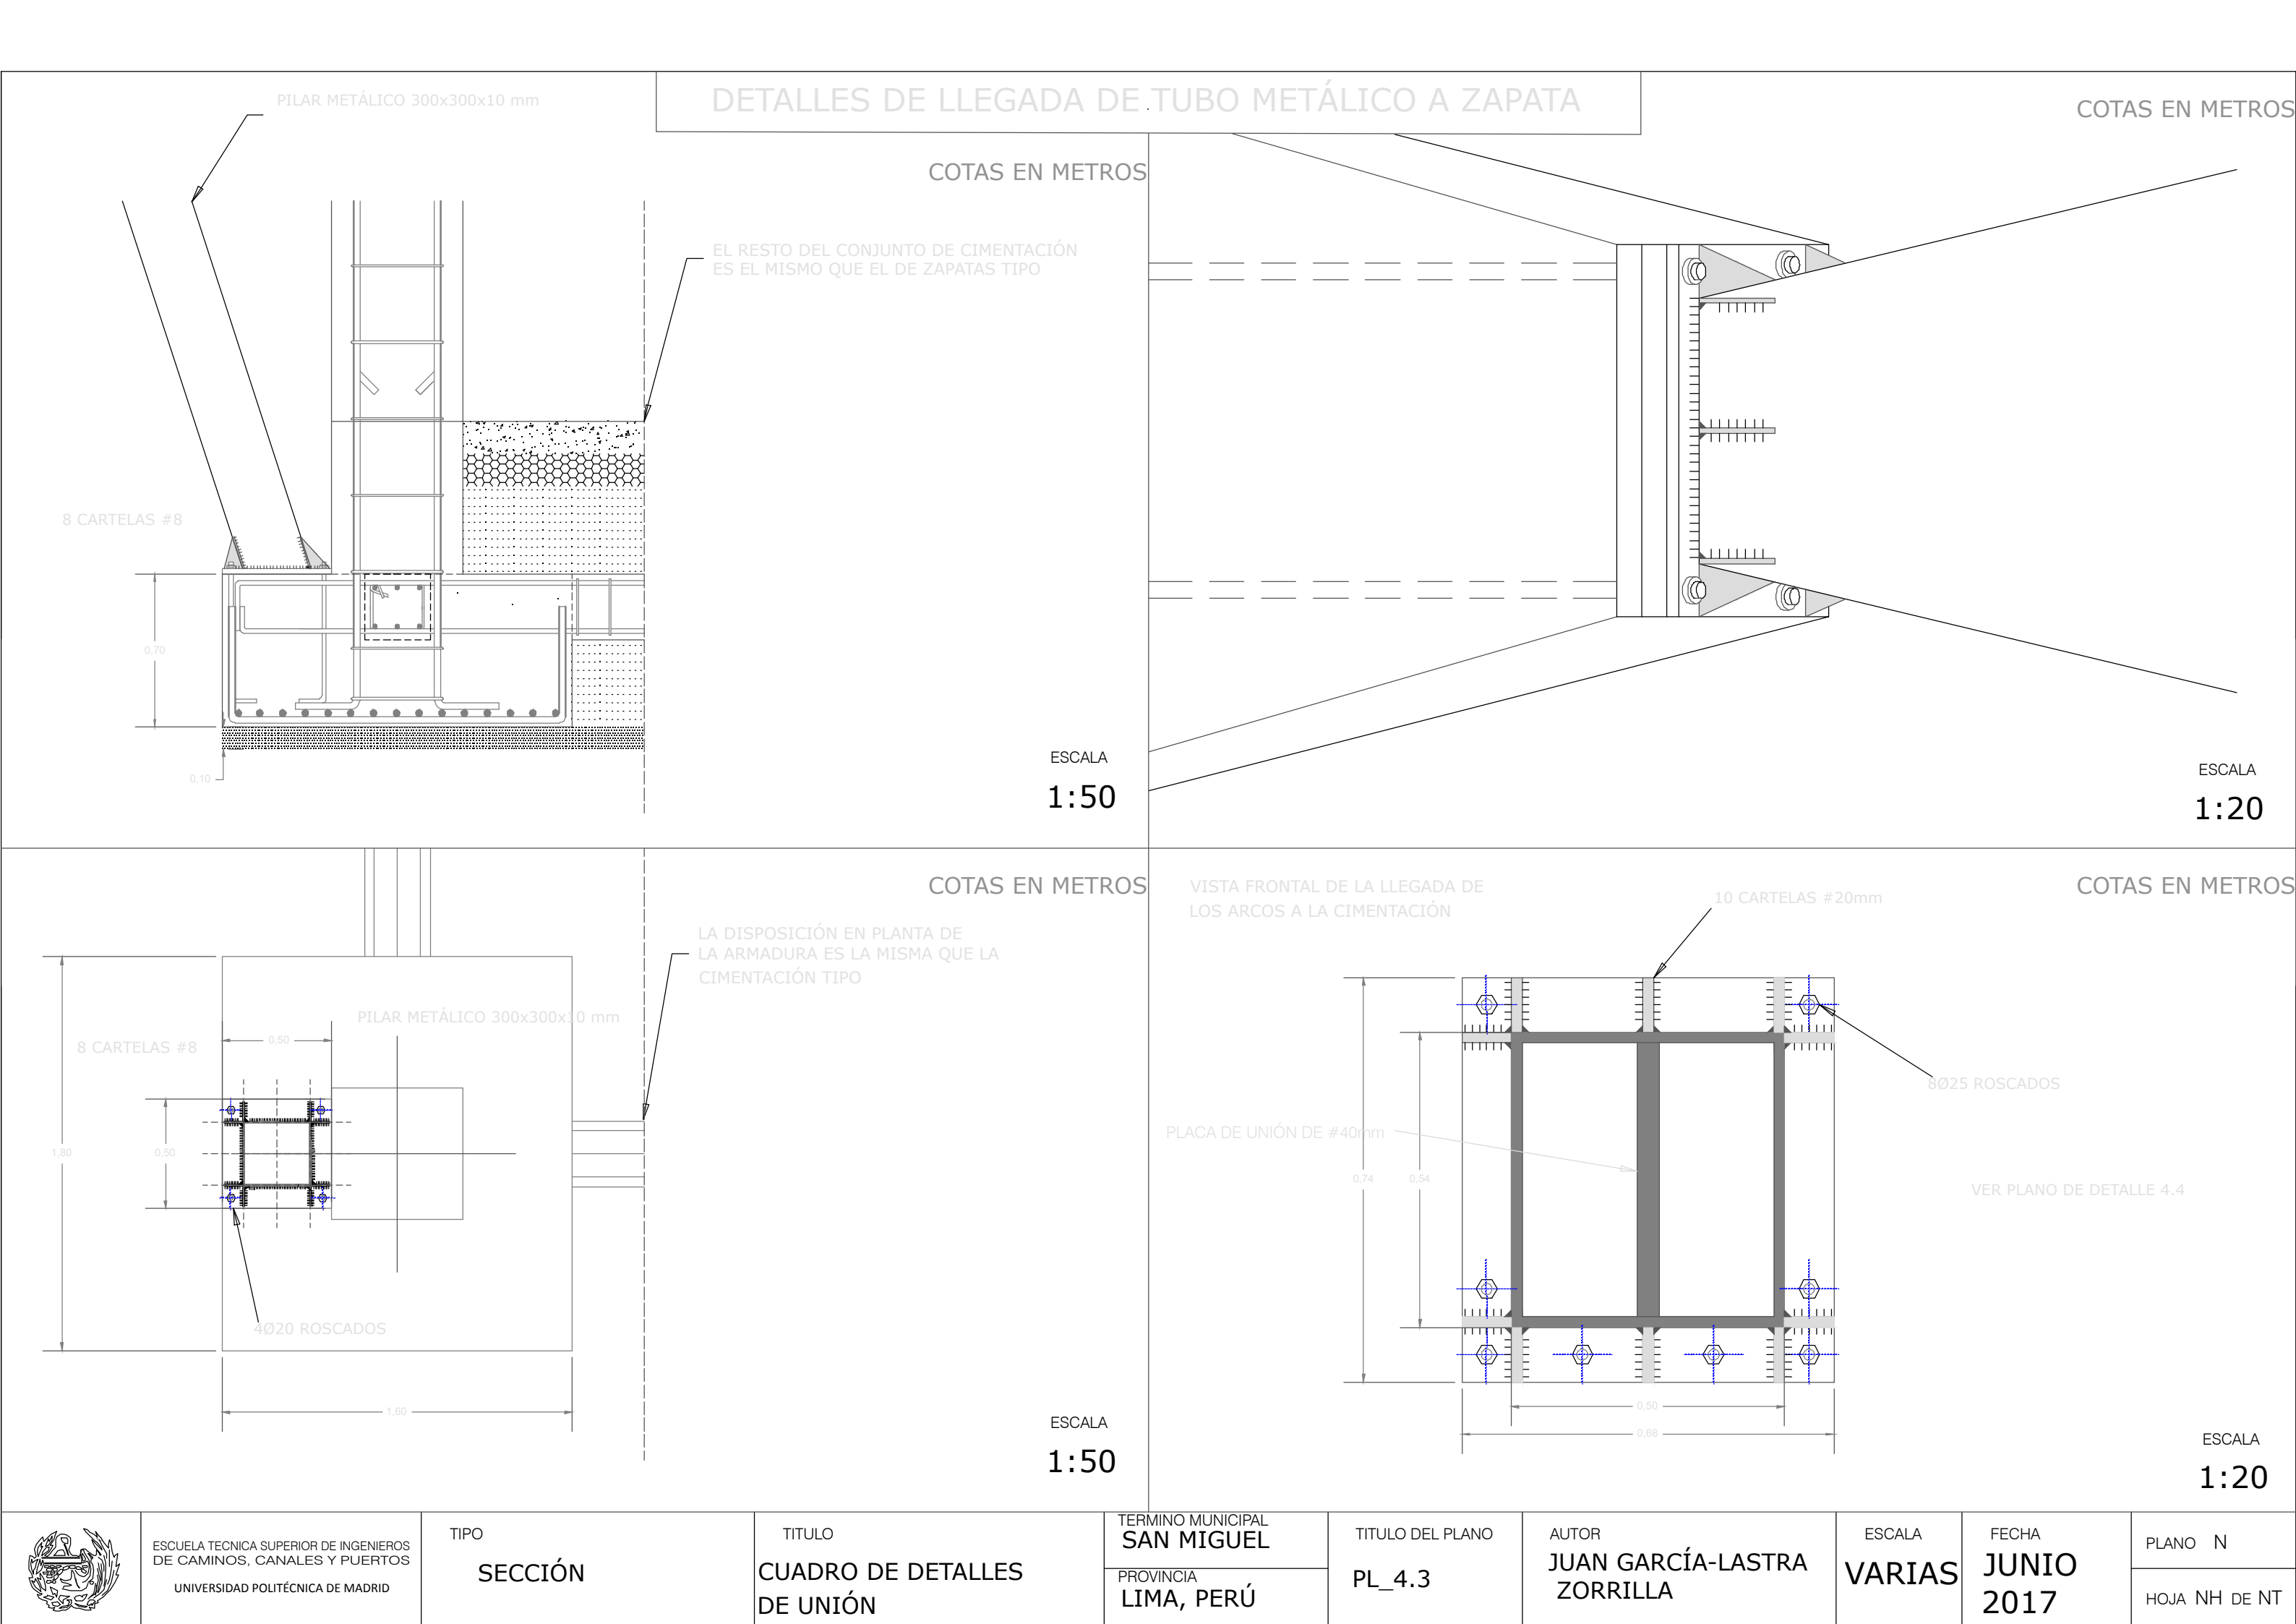 DETALLES DE LLEGADA DE TUBO METÁLICO A ZAPATA
PILAR METÁLICO 300x300x10 mm
COTAS EN METROS
EL RESTO DEL CONJUNTO DE CIMENTACIÓN
ES EL MISMO QUE EL DE ZAPATAS TIPO
8 CARTELAS #8
0,70
0,10
ESCALA
1:50
COTAS EN METROS
ESCALA
1:20
COTAS EN METROS
LA DISPOSICIÓN EN PLANTA DE
LA ARMADURA ES LA MISMA QUE LA
CIMENTACIÓN TIPO
PILAR METÁLICO 300x300x10 mm
8 CARTELAS #8
0,50
1,80
0,50
4Ø20 ROSCADOS
1,60
ESCALA
1:50
VISTA FRONTAL DE LA LLEGADA DE
LOS ARCOS A LA CIMENTACIÓN
COTAS EN METROS
10 CARTELAS #20mm
8Ø25 ROSCADOS
PLACA DE UNIÓN DE #40mm
0,74
0,54
VER PLANO DE DETALLE 4.4
0,50
0,68
ESCALA
1:20
ESCUELA TECNICA SUPERIOR DE INGENIEROS
DE CAMINOS, CANALES Y PUERTOS
UNIVERSIDAD POLITÉCNICA DE MADRID
TIPO
SECCIÓN
TITULO
CUADRO DE DETALLES
DE UNIÓN
TERMINO MUNICIPAL
SAN MIGUEL
PROVINCIA
LIMA, PERÚ
TITULO DEL PLANO
PL_4.3
AUTOR
JUAN GARCÍA-LASTRA
ZORRILLA
ESCALA
VARIAS
FECHA
JUNIO
2017
PLANO N
HOJA NH DE NT